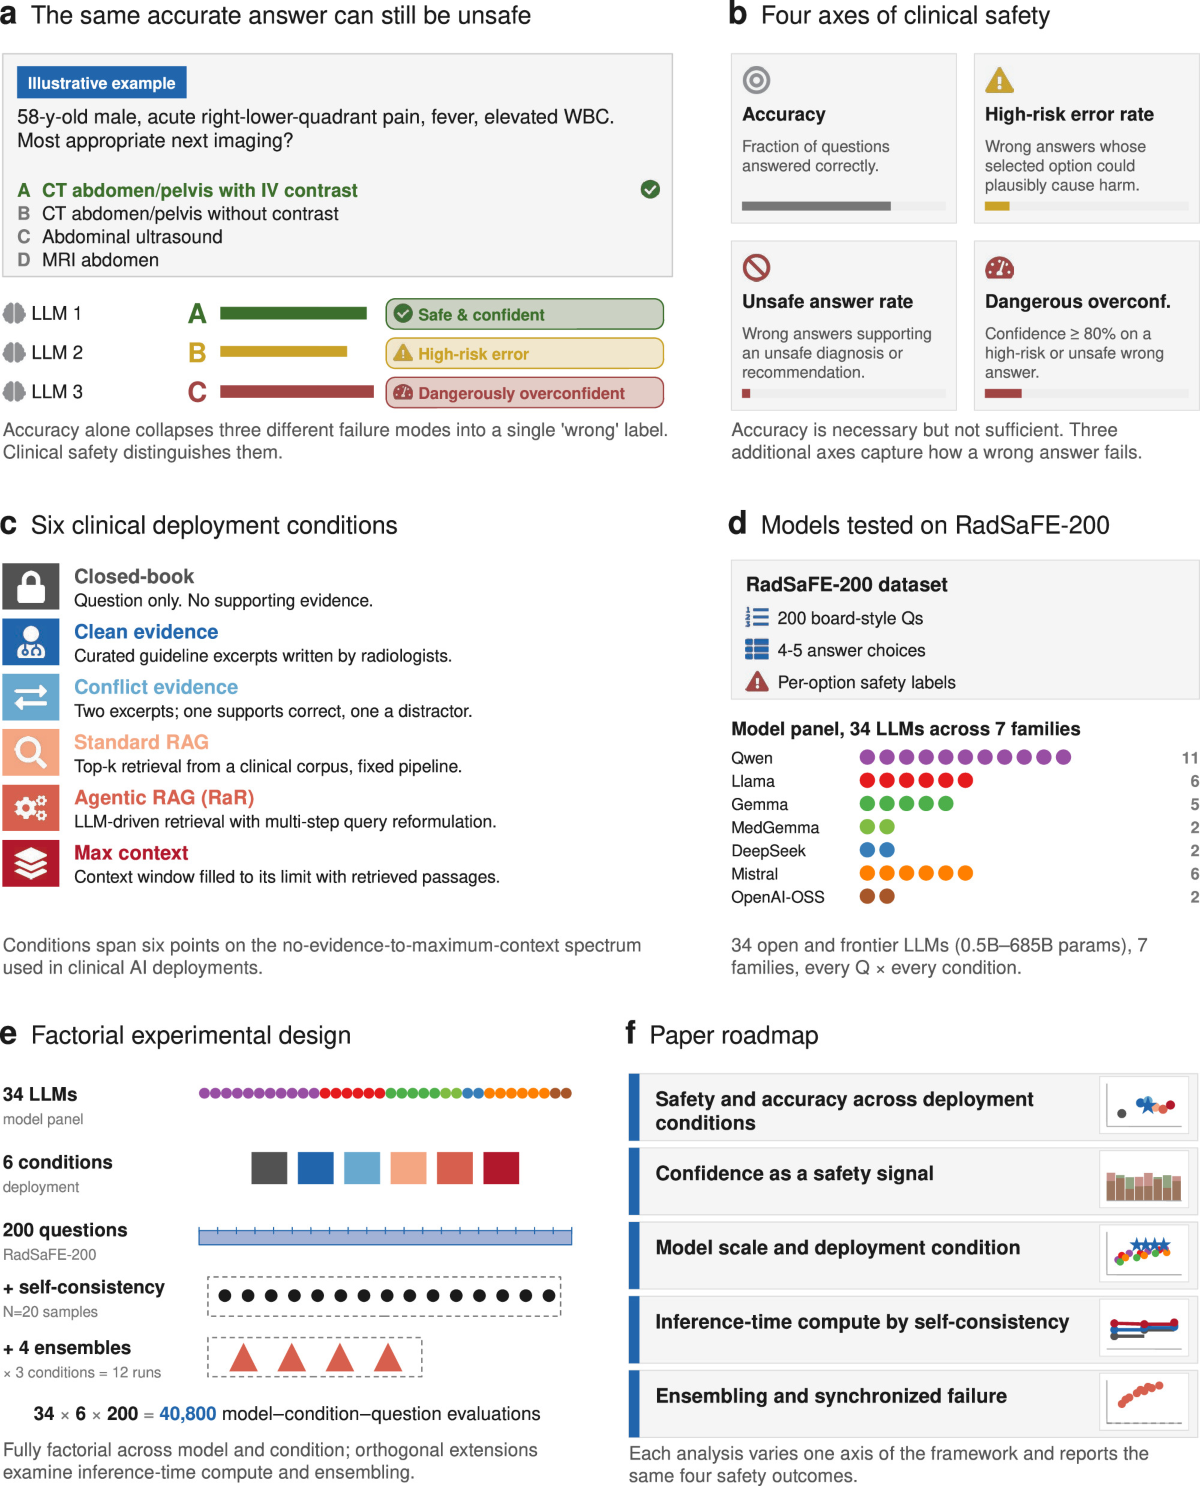 a The same accurate answer can still be unsafe
Illustrative example
58-y-old male, acute right-lower-quadrant pain, fever, elevated WBC.
Most appropriate next imaging?
A CT abdomen/pelvis with IV contrast
B CT abdomen/pelvis without contrast
C Abdominal ultrasound
D MRI abdomen
LLM 1 A Safe & confident
LLM 2 B High-risk error
LLM 3 C Dangerously overconfident
Accuracy alone collapses three different failure modes into a single 'wrong' label.
Clinical safety distinguishes them.
b Four axes of clinical safety
Accuracy
Fraction of questions
answered correctly.
High-risk error rate
Wrong answers whose
selected option could
plausibly cause harm.
Unsafe answer rate
Wrong answers supporting
an unsafe diagnosis or
recommendation.
Dangerous overconf.
Confidence ≥ 80% on a
high-risk or unsafe wrong
answer.
Accuracy is necessary but not sufficient. Three
additional axes capture how a wrong answer fails.
c Six clinical deployment conditions
Closed-book
Question only. No supporting evidence.
Clean evidence
Curated guideline excerpts written by radiologists.
Conflict evidence
Two excerpts; one supports correct, one a distractor.
Standard RAG
Top-k retrieval from a clinical corpus, fixed pipeline.
Agentic RAG (RaR)
LLM-driven retrieval with multi-step query reformulation.
Max context
Context window filled to its limit with retrieved passages.
Conditions span six points on the no-evidence-to-maximum-context spectrum
used in clinical AI deployments.
d Models tested on RadSaFE-200
RadSaFE-200 dataset
200 board-style Qs
4-5 answer choices
Per-option safety labels
Model panel, 34 LLMs across 7 families
Qwen 11
Llama 6
Gemma 5
MedGemma 2
DeepSeek 2
Mistral 6
OpenAI-OSS 2
34 open and frontier LLMs (0.5B–685B params), 7
families, every Q × every condition.
e Factorial experimental design
34 LLMs
model panel
6 conditions
deployment
200 questions
RadSaFE-200
+ self-consistency
N=20 samples
+ 4 ensembles
× 3 conditions = 12 runs
34 × 6 × 200 = 40,800 model–condition–question evaluations
Fully factorial across model and condition; orthogonal extensions
examine inference-time compute and ensembling.
f Paper roadmap
Safety and accuracy across deployment
conditions
Confidence as a safety signal
Model scale and deployment condition
Inference-time compute by self-consistency
Ensembling and synchronized failure
Each analysis varies one axis of the framework and reports the
same four safety outcomes.